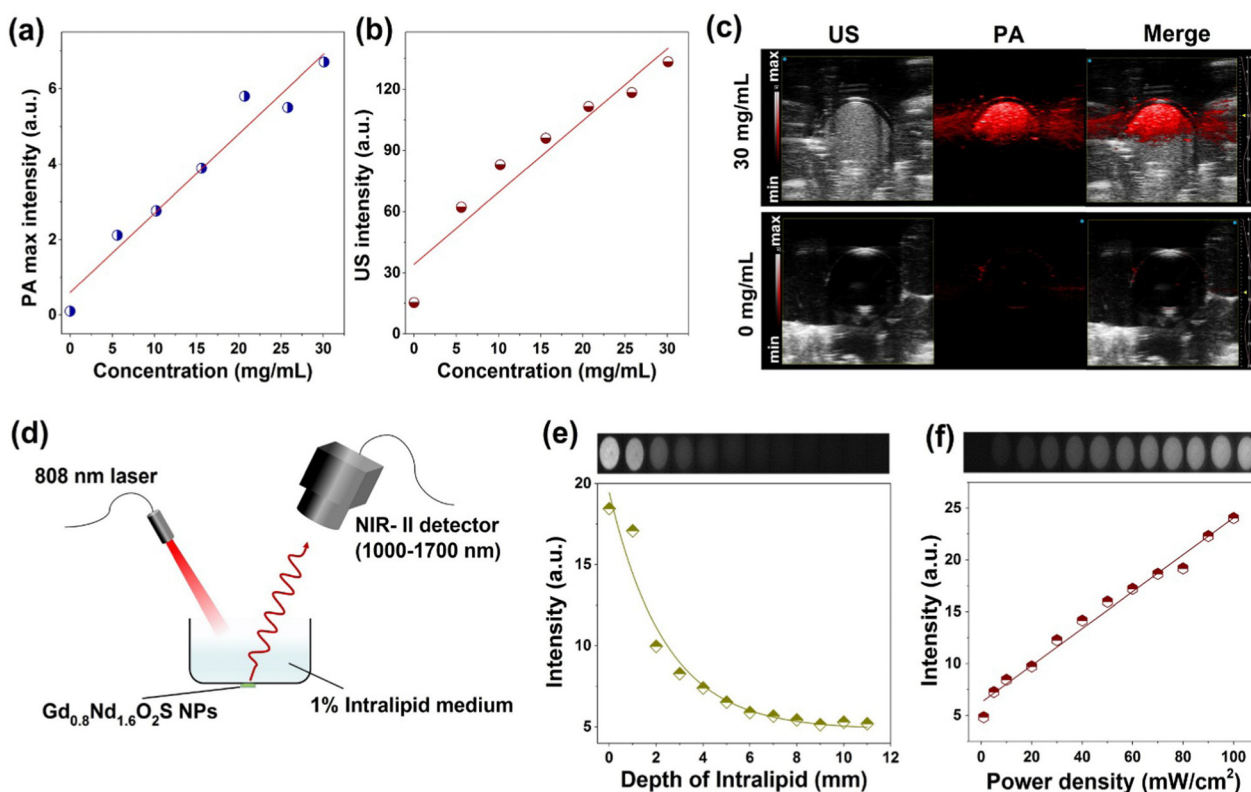 (a)
PA max intensity (a.u.)
6
4
2
0
0 5 10 15 20 25 30
Concentration (mg/mL)
(b)
US intensity (a.u.)
120
90
60
30
0
0 5 10 15 20 25 30
Concentration (mg/mL)
(c)
US PA Merge
30 mg/mL
max
min
0 mg/mL
max
min
(d)
808 nm laser
NIR- II detector
(1000-1700 nm)
Gd0.8Nd1.6O2S NPs
1% Intralipid medium
(e)
Intensity (a.u.)
20
15
10
5
0 2 4 6 8 10 12
Depth of Intralipid (mm)
(f)
Intensity (a.u.)
25
20
15
10
5
0 20 40 60 80 100
Power density (mW/cm²)